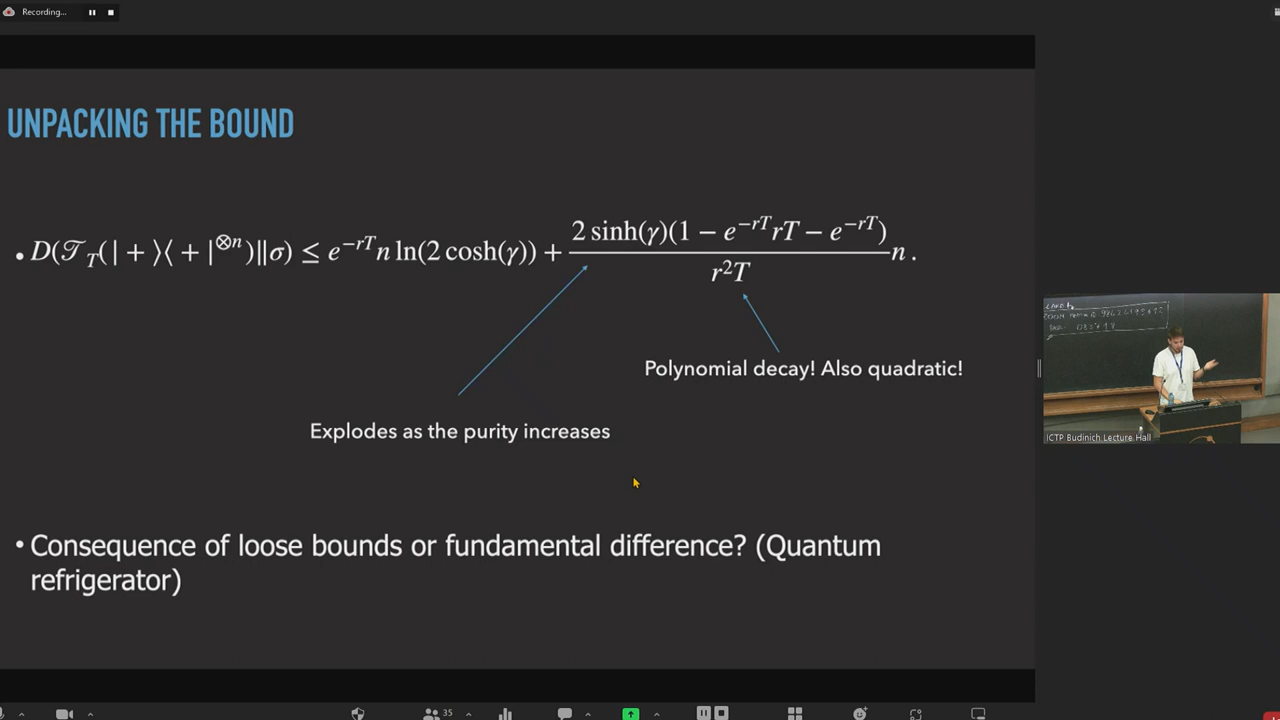 Recording...
UNPACKING THE BOUND
• D(𝒯_T(|+⟩⟨+|^{⊗n})‖σ) ≤ e^{−rT} n ln(2 cosh(γ)) + \frac{2 sinh(γ)(1 − e^{−rT}rT − e^{−rT})}{r²T} n .
Polynomial decay! Also quadratic!
Explodes as the purity increases
• Consequence of loose bounds or fundamental difference? (Quantum
refrigerator)
ICTP Budinich Lecture Hall
35